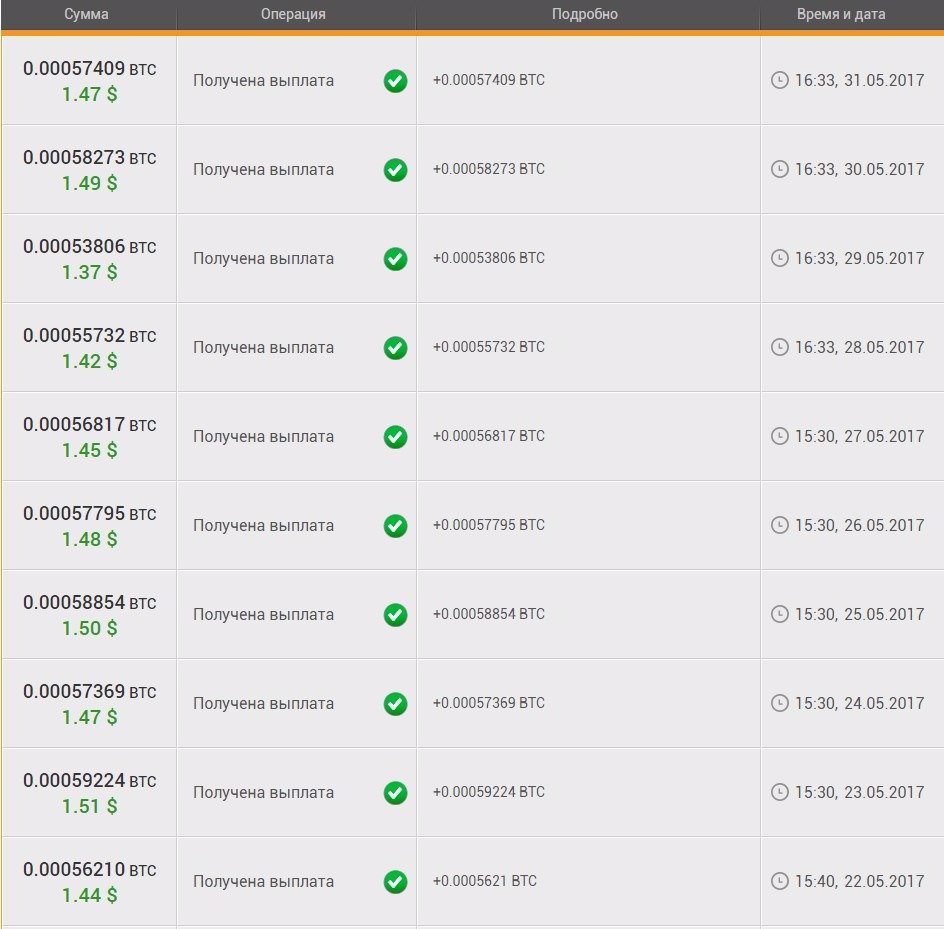 Сумма Операция Подробно Время и дата
0.00057409 BTC
1.47 $
Получена выплата
+0.00057409 BTC
16:33, 31.05.2017
0.00058273 BTC
1.49 $
Получена выплата
+0.00058273 BTC
16:33, 30.05.2017
0.00053806 BTC
1.37 $
Получена выплата
+0.00053806 BTC
16:33, 29.05.2017
0.00055732 BTC
1.42 $
Получена выплата
+0.00055732 BTC
16:33, 28.05.2017
0.00056817 BTC
1.45 $
Получена выплата
+0.00056817 BTC
15:30, 27.05.2017
0.00057795 BTC
1.48 $
Получена выплата
+0.00057795 BTC
15:30, 26.05.2017
0.00058854 BTC
1.50 $
Получена выплата
+0.00058854 BTC
15:30, 25.05.2017
0.00057369 BTC
1.47 $
Получена выплата
+0.00057369 BTC
15:30, 24.05.2017
0.00059224 BTC
1.51 $
Получена выплата
+0.00059224 BTC
15:30, 23.05.2017
0.00056210 BTC
1.44 $
Получена выплата
+0.0005621 BTC
15:40, 22.05.2017